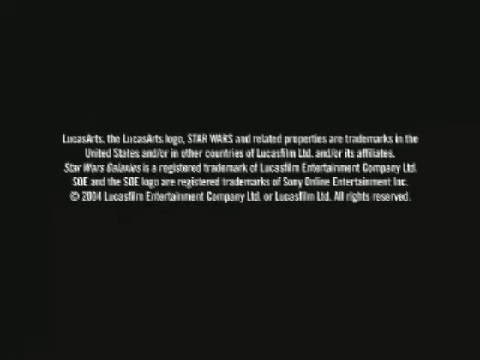 LucasArts, the LucasArts logo, STAR WARS and related properties are trademarks in the
United States and/or in other countries of Lucasfilm Ltd. and/or its affiliates.
Star Wars Galaxies is a registered trademark of Lucasfilm Entertainment Company Ltd.
SOE and the SOE logo are registered trademarks of Sony Online Entertainment Inc.
© 2004 Lucasfilm Entertainment Company Ltd. or Lucasfilm Ltd. All rights reserved.